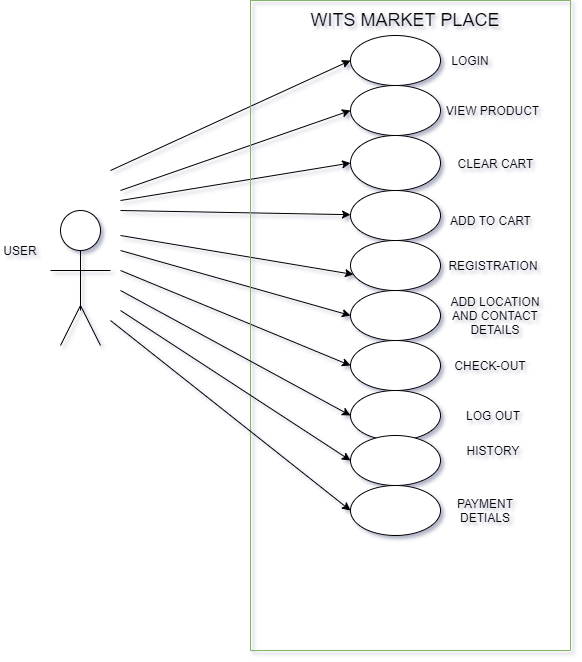 WITS MARKET PLACE
LOGIN
VIEW PRODUCT
CLEAR CART
ADD TO CART
USER
REGISTRATION
ADD LOCATION
AND CONTACT
DETAILS
CHECK-OUT
LOG OUT
HISTORY
PAYMENT
DETIALS